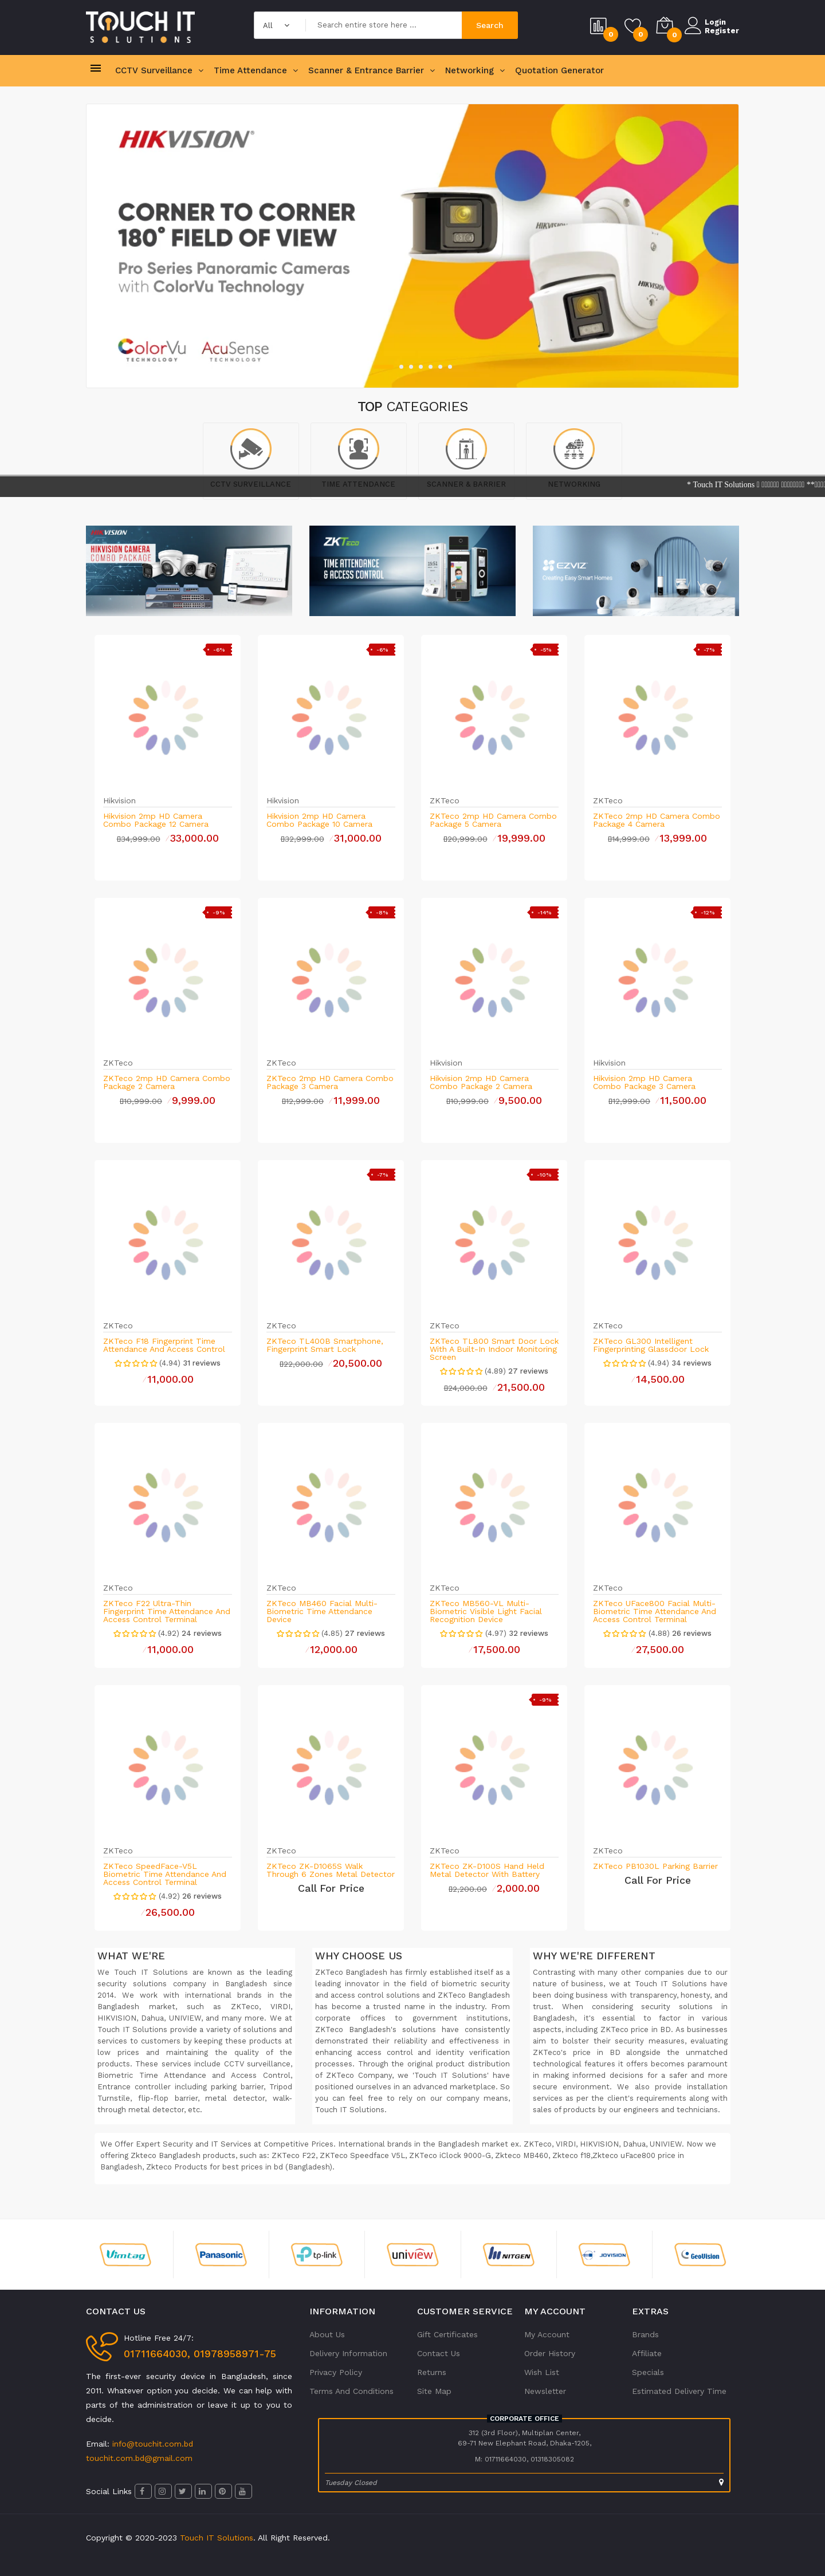 TOUCH IT
SOLUTIONS
All
Search entire store here ...
Search
0
0
0
Login
Register
CCTV Surveillance
Time Attendance
Scanner & Entrance Barrier
Networking
Quotation Generator
HIKVISION
CORNER TO CORNER
180° FIELD OF VIEW
Pro Series Panoramic Cameras
with ColorVu Technology
ColorVu TECHNOLOGY
AcuSense TECHNOLOGY
HIKVISION
TOP CATEGORIES
CCTV SURVEILLANCE
TIME ATTENDANCE
SCANNER & BARRIER
NETWORKING
* Touch IT Solutions
HIKVISION
HIKVISION CAMERA
COMBO PACKAGE
ZKTeco
TIME ATTENDANCE
& ACCESS CONTROL
EZVIZ
Creating Easy Smart Homes
-6%
-6%
-5%
-7%
Hikvision
Hikvision 2mp HD Camera
Combo Package 12 Camera
฿34,999.00 33,000.00
Hikvision
Hikvision 2mp HD Camera
Combo Package 10 Camera
฿32,999.00 31,000.00
ZKTeco
ZKTeco 2mp HD Camera Combo
Package 5 Camera
฿20,999.00 19,999.00
ZKTeco
ZKTeco 2mp HD Camera Combo
Package 4 Camera
฿14,999.00 13,999.00
-9%
-8%
-14%
-12%
ZKTeco
ZKTeco 2mp HD Camera Combo
Package 2 Camera
฿10,999.00 9,999.00
ZKTeco
ZKTeco 2mp HD Camera Combo
Package 3 Camera
฿12,999.00 11,999.00
Hikvision
Hikvision 2mp HD Camera
Combo Package 2 Camera
฿10,999.00 9,500.00
Hikvision
Hikvision 2mp HD Camera
Combo Package 3 Camera
฿12,999.00 11,500.00
-7%
-10%
ZKTeco
ZKTeco F18 Fingerprint Time
Attendance And Access Control
(4.94) 31 reviews
11,000.00
ZKTeco
ZKTeco TL400B Smartphone,
Fingerprint Smart Lock
฿22,000.00 20,500.00
ZKTeco
ZKTeco TL800 Smart Door Lock
With A Built-In Indoor Monitoring
Screen
(4.89) 27 reviews
฿24,000.00 21,500.00
ZKTeco
ZKTeco GL300 Intelligent
Fingerprinting Glassdoor Lock
(4.94) 34 reviews
14,500.00
ZKTeco
ZKTeco F22 Ultra-Thin
Fingerprint Time Attendance And
Access Control Terminal
(4.92) 24 reviews
11,000.00
ZKTeco
ZKTeco MB460 Facial Multi-
Biometric Time Attendance
Device
(4.85) 27 reviews
12,000.00
ZKTeco
ZKTeco MB560-VL Multi-
Biometric Visible Light Facial
Recognition Device
(4.97) 32 reviews
17,500.00
ZKTeco
ZKTeco UFace800 Facial Multi-
Biometric Time Attendance And
Access Control Terminal
(4.88) 26 reviews
27,500.00
-9%
ZKTeco
ZKTeco SpeedFace-V5L
Biometric Time Attendance And
Access Control Terminal
(4.92) 26 reviews
26,500.00
ZKTeco
ZKTeco ZK-D1065S Walk
Through 6 Zones Metal Detector
Call For Price
ZKTeco
ZKTeco ZK-D100S Hand Held
Metal Detector With Battery
฿2,200.00 2,000.00
ZKTeco
ZKTeco PB1030L Parking Barrier
Call For Price
WHAT WE'RE
We Touch IT Solutions are known as the leading
security solutions company in Bangladesh since
2014. We work with international brands in the
Bangladesh market, such as ZKTeco, VIRDI,
HIKVISION, Dahua, UNIVIEW, and many more. We at
Touch IT Solutions provide a variety of solutions and
services to customers by keeping these products at
low prices and maintaining the quality of the
products. These services include CCTV surveillance,
Biometric Time Attendance and Access Control,
Entrance controller including parking barrier, Tripod
Turnstile, flip-flop barrier, metal detector, walk-
through metal detector, etc.
WHY CHOOSE US
ZKTeco Bangladesh has firmly established itself as a
leading innovator in the field of biometric security
and access control solutions and ZKTeco Bangladesh
has become a trusted name in the industry. From
corporate offices to government institutions,
ZKTeco Bangladesh's solutions have consistently
demonstrated their reliability and effectiveness in
enhancing access control and identity verification
processes. Through the original product distribution
of ZKTeco Company, we 'Touch IT Solutions' have
positioned ourselves in an advanced marketplace. So
you can feel free to rely on our company means,
Touch IT Solutions.
WHY WE'RE DIFFERENT
Contrasting with many other companies due to our
nature of business, we at Touch IT Solutions have
been doing business with transparency, honesty, and
trust. When considering security solutions in
Bangladesh, it's essential to factor in various
aspects, including ZKTeco price in BD. As businesses
aim to bolster their security measures, evaluating
ZKTeco's price in BD alongside the unmatched
technological features it offers becomes paramount
in making informed decisions for a safer and more
secure environment. We also provide installation
services as per the client's requirements along with
sales of products by our engineers and technicians.
We Offer Expert Security and IT Services at Competitive Prices. International brands in the Bangladesh market ex. ZKTeco, VIRDI, HIKVISION, Dahua, UNIVIEW. Now we
offering Zkteco Bangladesh products, such as: ZKTeco F22, ZKTeco Speedface V5L, ZKTeco iClock 9000-G, Zkteco MB460, Zkteco f18,Zkteco uFace800 price in
Bangladesh, Zkteco Products for best prices in bd (Bangladesh).
Vimtag
Panasonic
tp-link
uniview
NITGEN
JOVISION
GeoVision
CONTACT US
Hotline Free 24/7:
01711664030, 01978958971-75
The first-ever security device in Bangladesh, since
2011. Whatever option you decide. We can help with
parts of the administration or leave it up to you to
decide.
Email: info@touchit.com.bd
touchit.com.bd@gmail.com
Social Links
INFORMATION
About Us
Delivery Information
Privacy Policy
Terms And Conditions
CUSTOMER SERVICE
Gift Certificates
Contact Us
Returns
Site Map
MY ACCOUNT
My Account
Order History
Wish List
Newsletter
EXTRAS
Brands
Affiliate
Specials
Estimated Delivery Time
CORPORATE OFFICE
312 (3rd Floor), Multiplan Center,
69-71 New Elephant Road, Dhaka-1205,
M: 01711664030, 01318305082
Tuesday Closed
Copyright © 2020-2023 Touch IT Solutions. All Right Reserved.